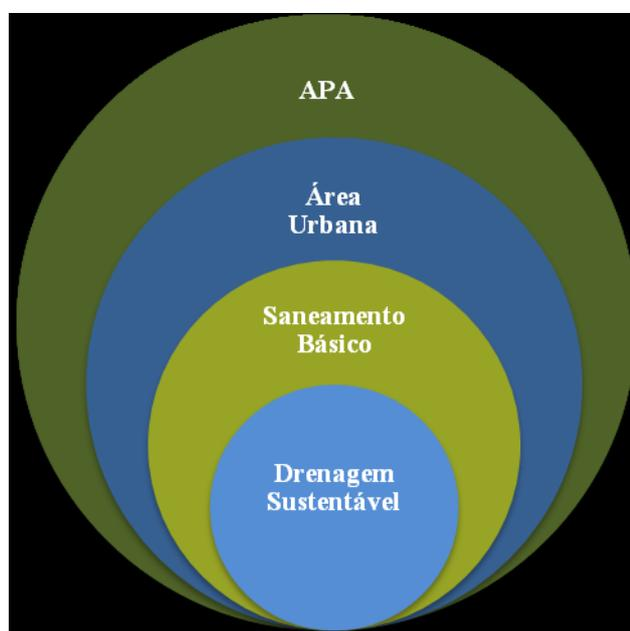 APA
Área
Urbana
Saneamento
Básico
Drenagem
Sustentável